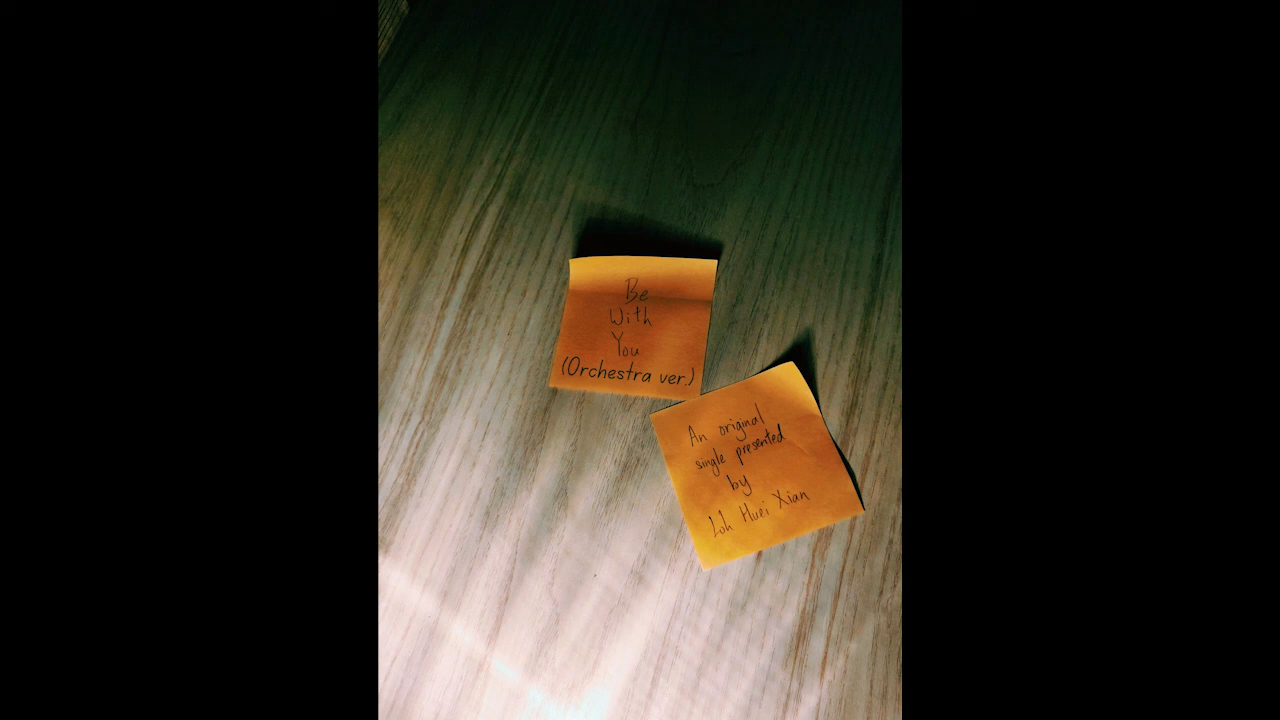 Be
With
You
(Orchestra ver.)
An original
single presented
by
Loh Huei Xian